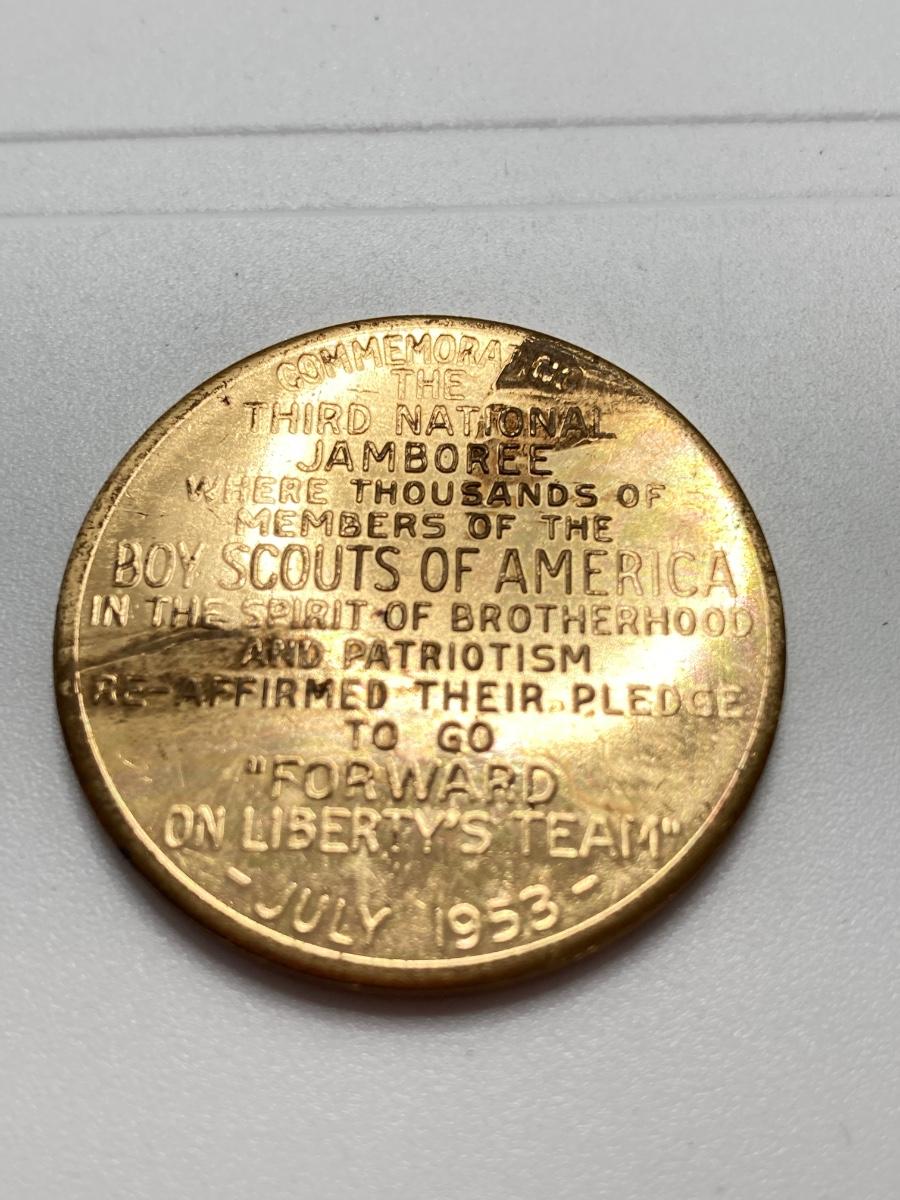 COMMEMORATING
THE
THIRD NATIONAL
JAMBOREE
WHERE THOUSANDS OF
MEMBERS OF THE
BOY SCOUTS OF AMERICA
IN THE SPIRIT OF BROTHERHOOD
AND PATRIOTISM
RE-AFFIRMED THEIR PLEDGE
TO GO
"FORWARD
ON LIBERTY'S TEAM"
- JULY 1953 -